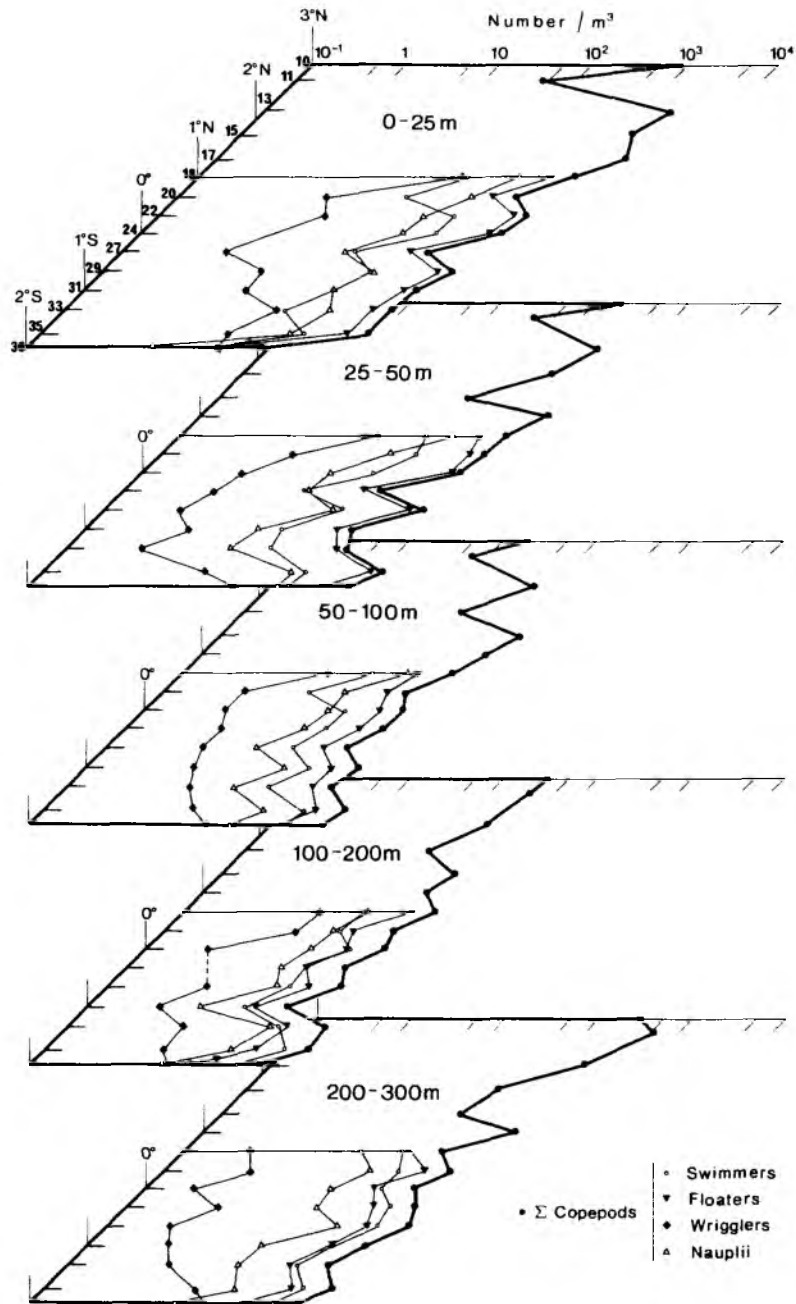 3°N
Number / m³
10⁻¹ 1 10 10² 10³ 10⁴
10
11
2°N
13
0-25m
15
1°N
17
18
0°
20
22
24
1°S
27
29
31
2°S
33
35
36
25-50m
0°
50-100m
0°
100-200m
0°
200-300m
0°
Swimmers
Floaters
Σ Copepods
Wrigglers
Nauplii